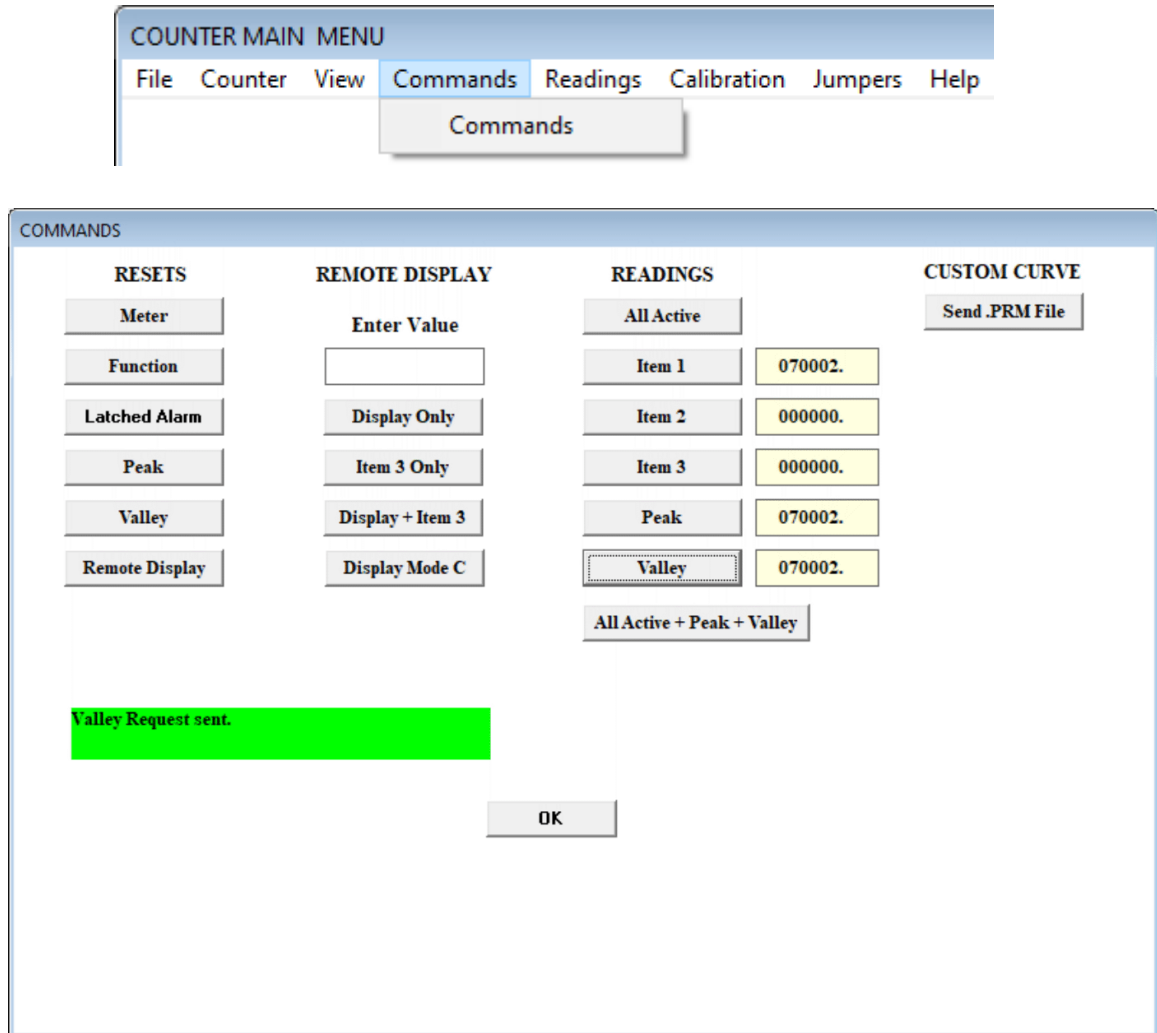 COUNTER MAIN  MENU
File Counter View Commands Readings Calibration Jumpers Help
Commands
COMMANDS
RESETS
Meter
Function
Latched Alarm
Peak
Valley
Remote Display
REMOTE DISPLAY
Enter Value
Display Only
Item 3 Only
Display + Item 3
Display Mode C
READINGS
All Active
Item 1 070002.
Item 2 000000.
Item 3 000000.
Peak 070002.
Valley 070002.
All Active + Peak + Valley
CUSTOM CURVE
Send .PRM File
Valley Request sent.
OK